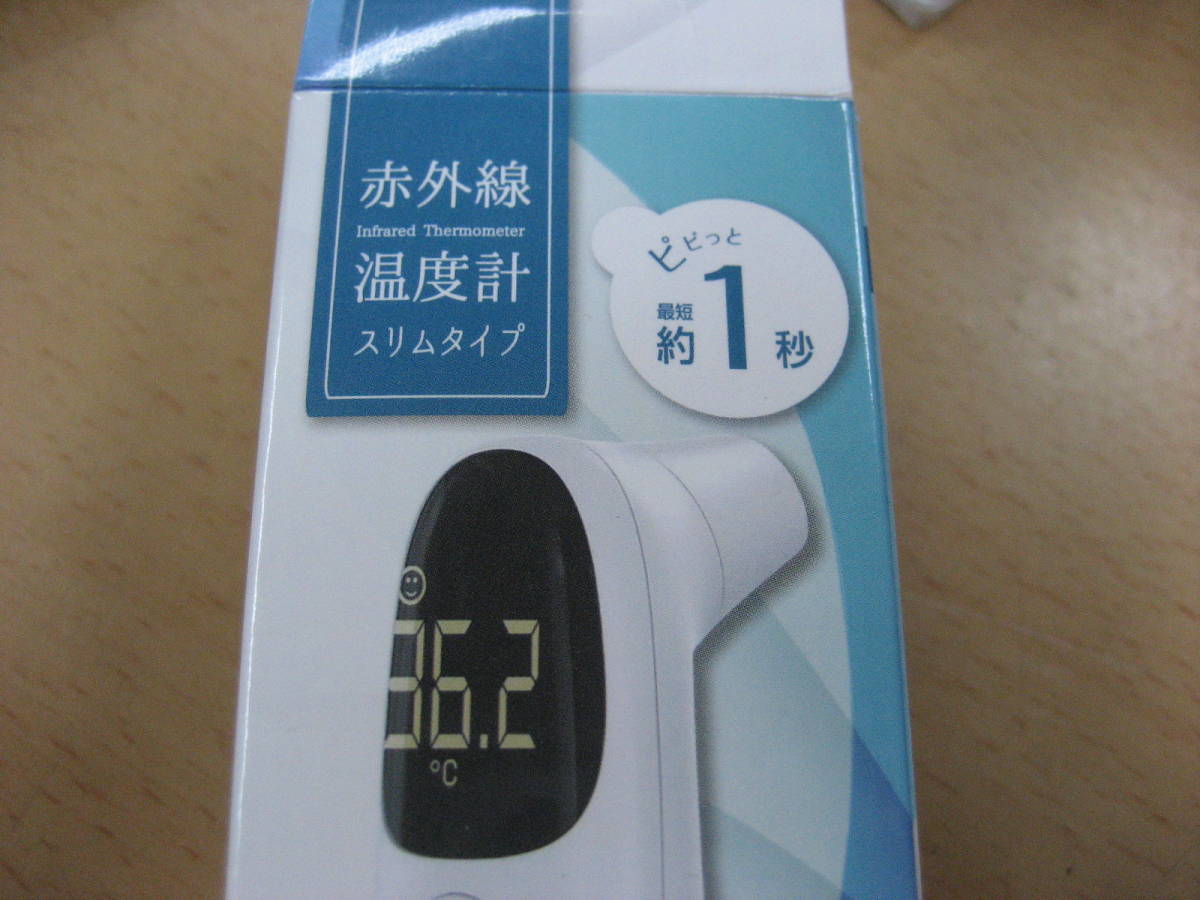 赤外線
Infrared Thermometer
温度計
スリムタイプ
ピピっと
最短
約1秒
36.2
°C